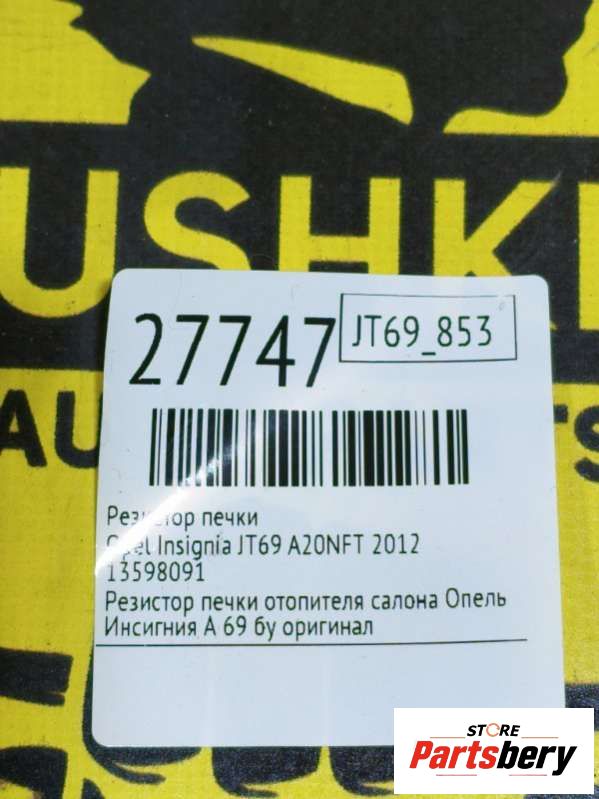 USHKI
AU
TS
27747
JT69_853
Резистор печки
Opel Insignia JT69 A20NFT 2012
13598091
Резистор печки отопителя салона Опель
Инсигния А 69 бу оригинал
STORE
Partsbery